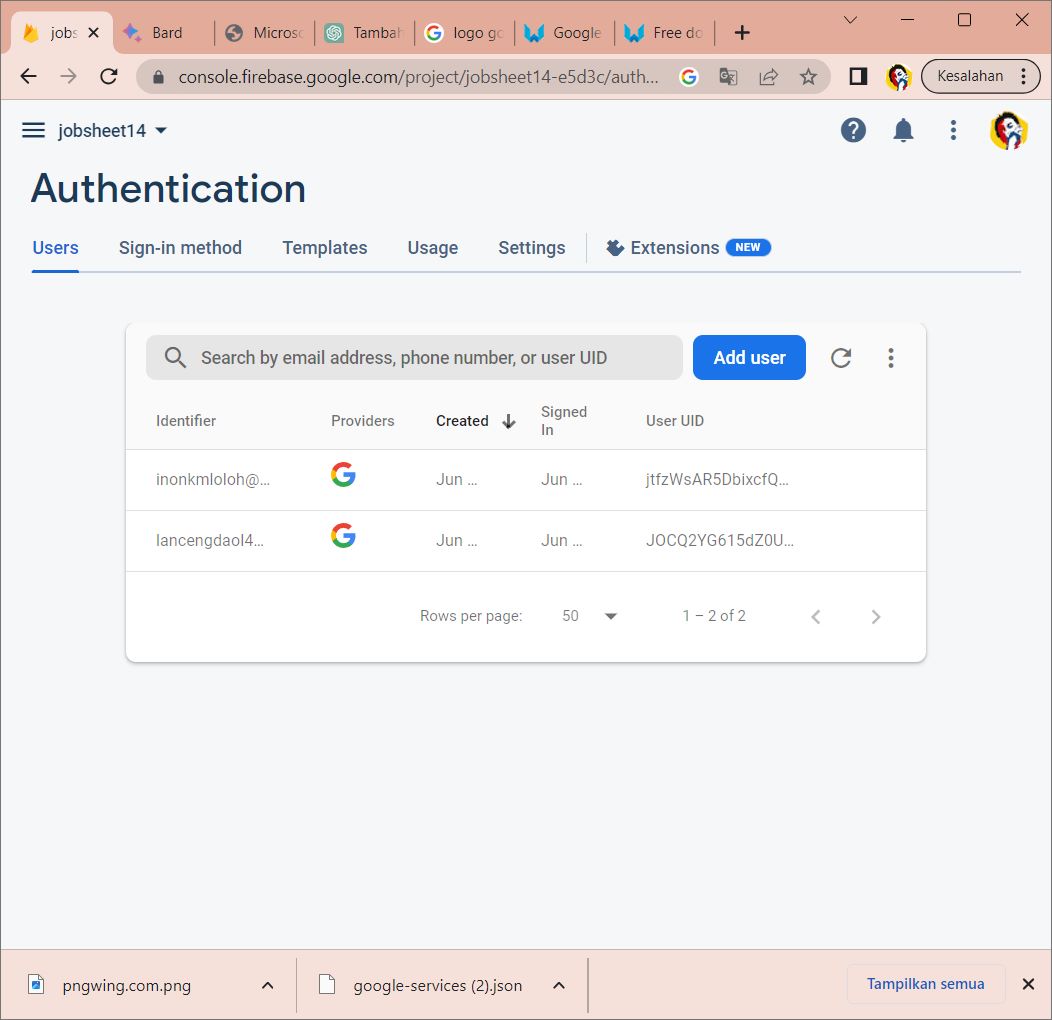 jobs
Bard
Microsc
Tambah
logo go
Google
Free do
console.firebase.google.com/project/jobsheet14-e5d3c/auth...
Kesalahan
jobsheet14
Authentication
Users
Sign-in method
Templates
Usage
Settings
Extensions
NEW
Search by email address, phone number, or user UID
Add user
Identifier
Providers
Created
Signed
In
User UID
inonkmloloh@...
Jun ...
Jun ...
jtfzWsAR5DbixcfQ...
lancengdaol4...
Jun ...
Jun ...
JOCQ2YG615dZ0U...
Rows per page:
50
1 – 2 of 2
pngwing.com.png
google-services (2).json
Tampilkan semua